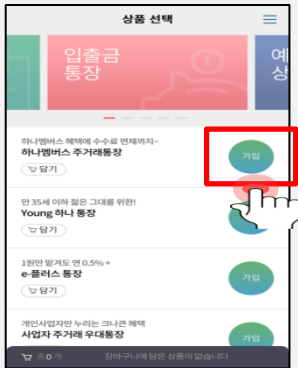 상품 선택
입출금
통장
예
상
하나멤버스 혜택에 수수료 면제까지~
하나멤버스 주거래통장
담기
가입
만 35세 이하 젊은 그대를 위한!
Young 하나 통장
담기
1원만 맡겨도 연 0.5% +
e-플러스 통장
담기
가입
개인사업자만 누리는 크나큰 혜택
사업자 주거래 우대통장
가입
총 0 개
장바구니에 담은 상품이 없습니다